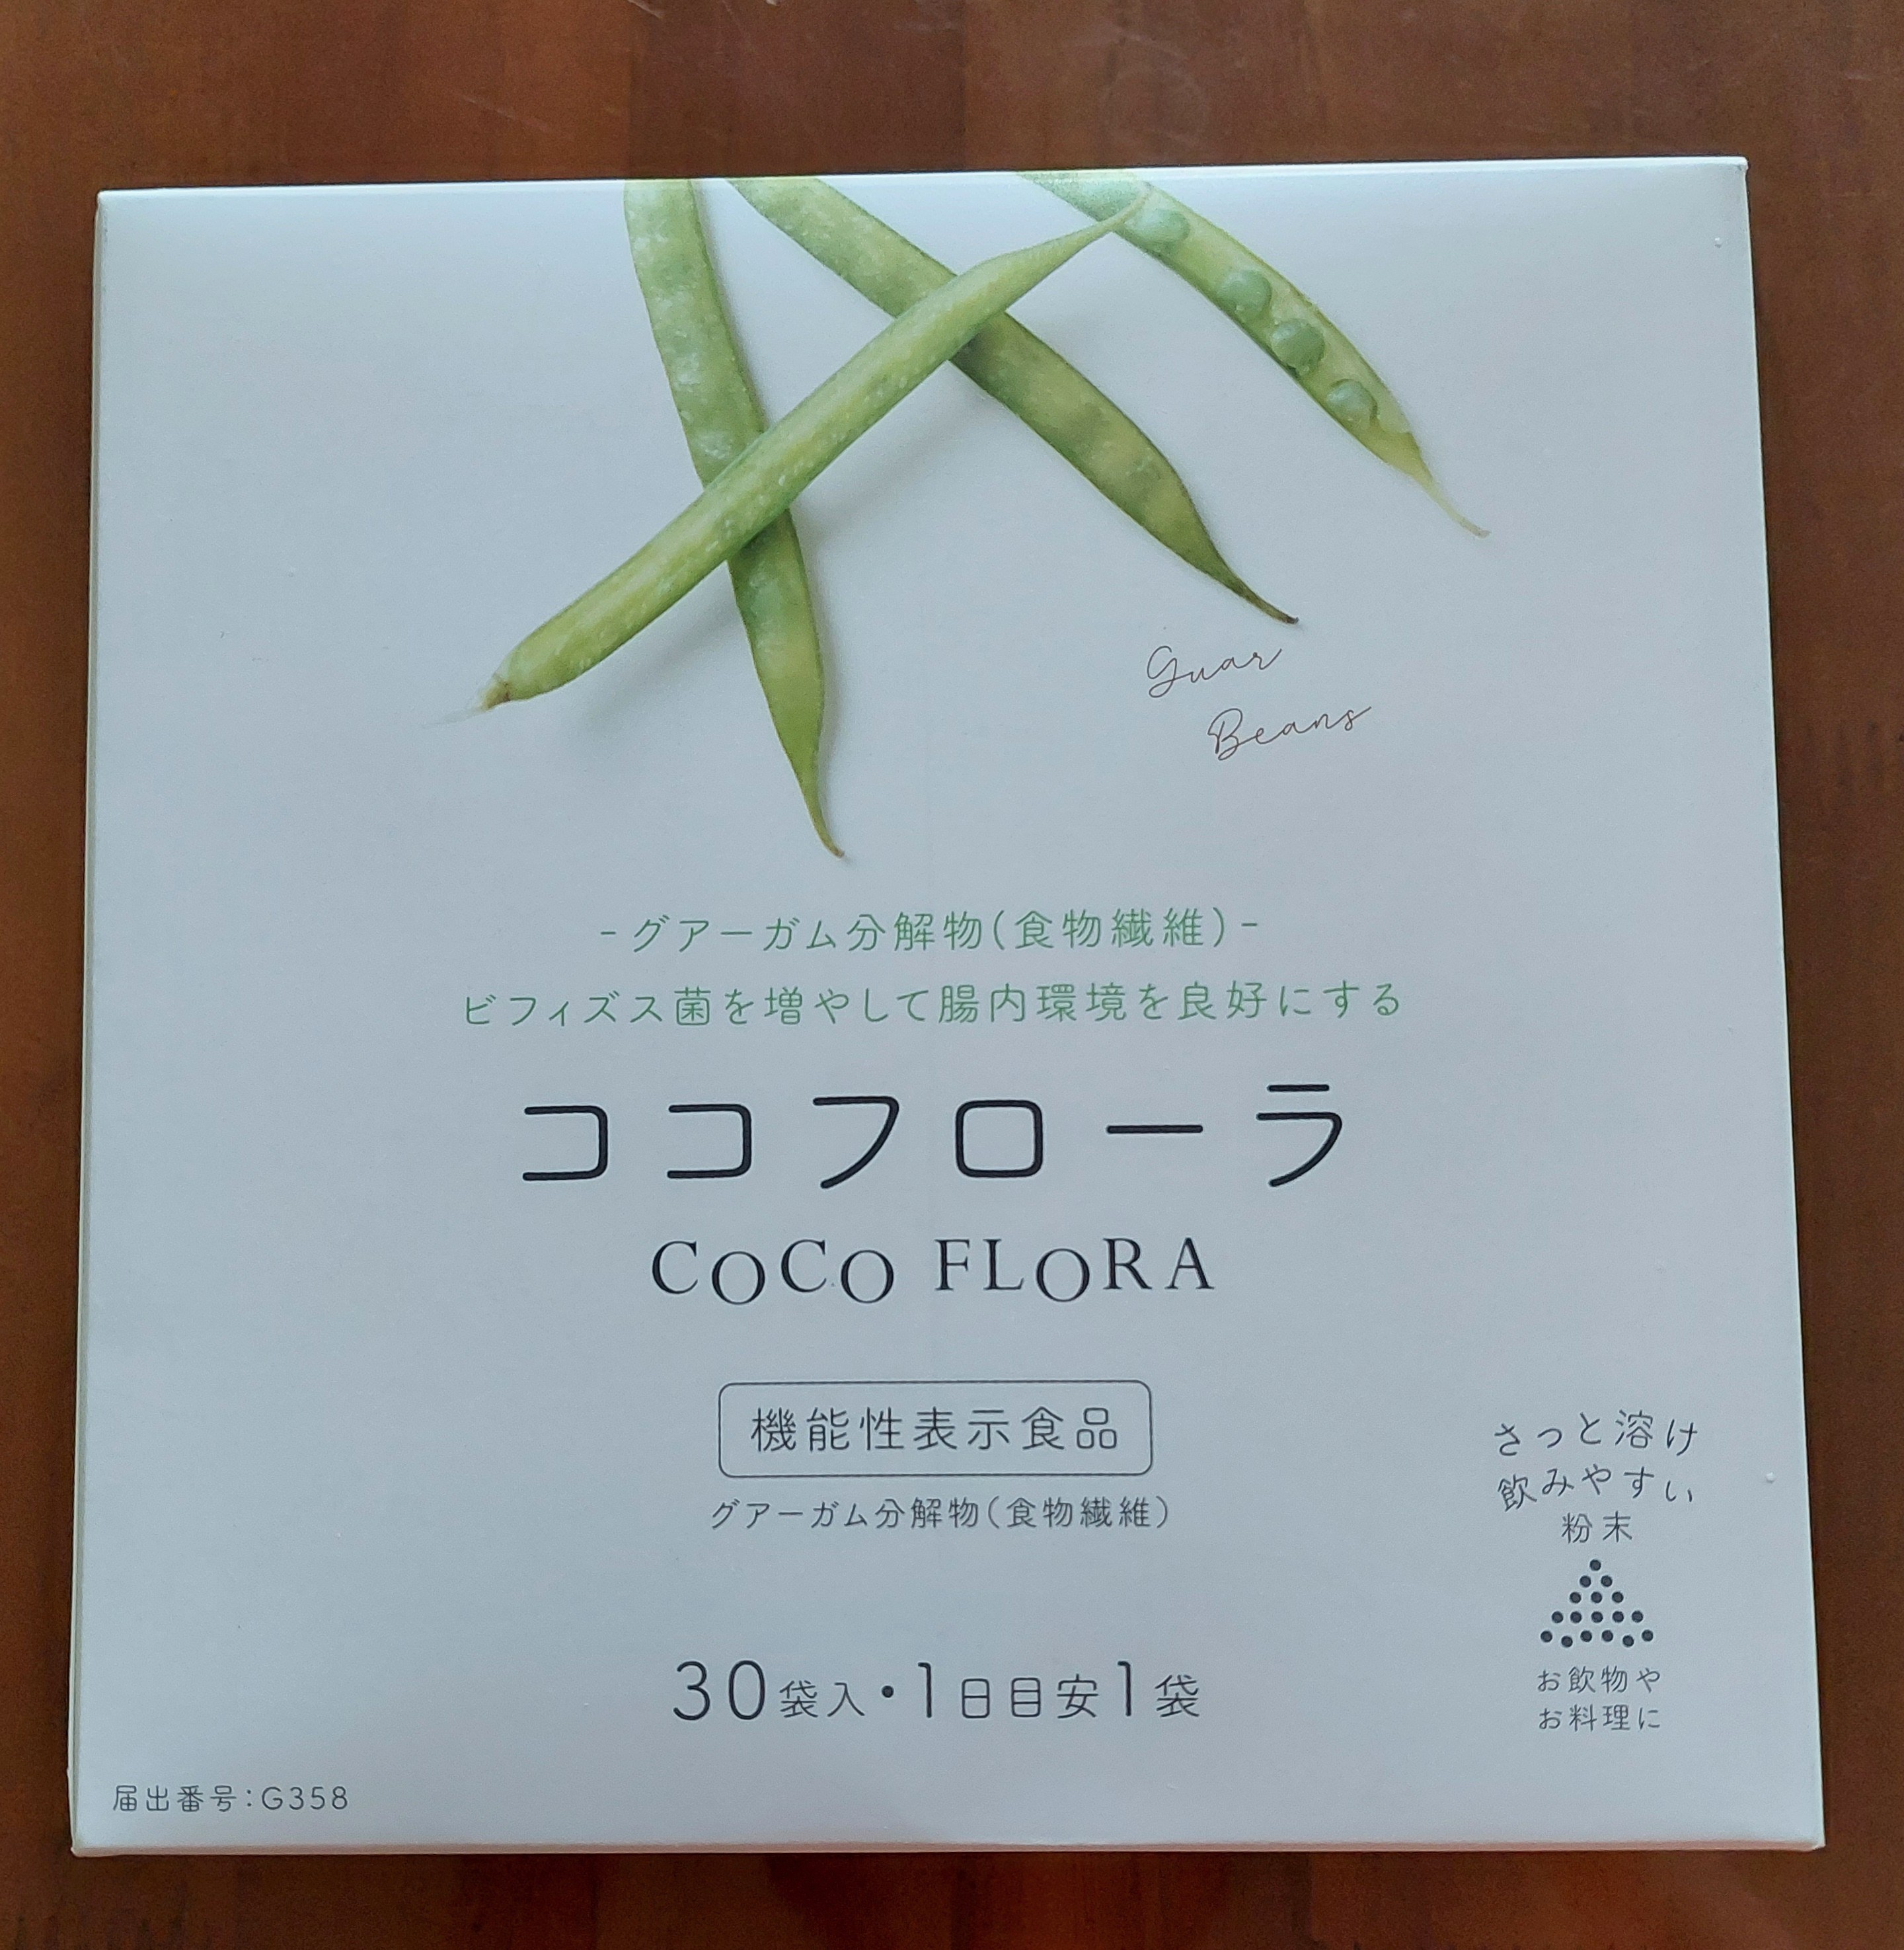 Guar
Beans
-グアーガム分解物(食物繊維)-
ビフィズス菌を増やして腸内環境を良好にする
ココフローラ
COCO FLORA
機能性表示食品
グアーガム分解物(食物繊維)
さっと溶け
飲みやすい
粉末
お飲物や
お料理に
30袋入・1日目安1袋
届出番号:G358